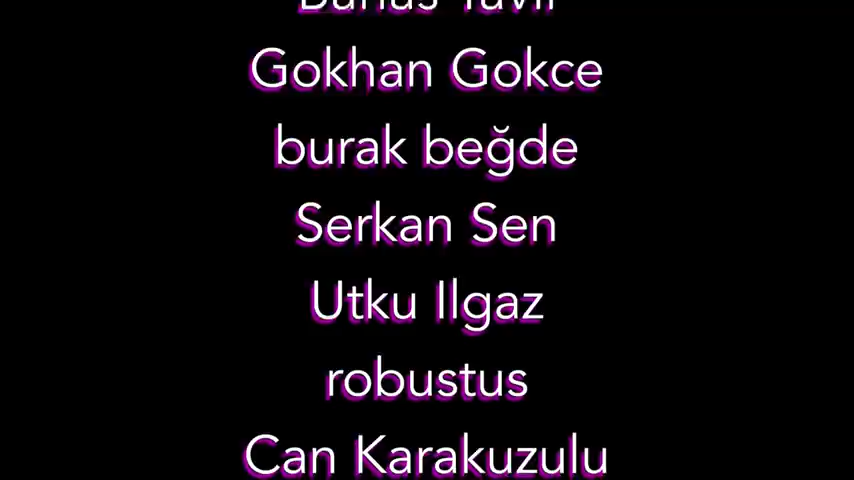 Gokhan Gokce
burak beğde
Serkan Sen
Utku Ilgaz
robustus
Can Karakuzulu